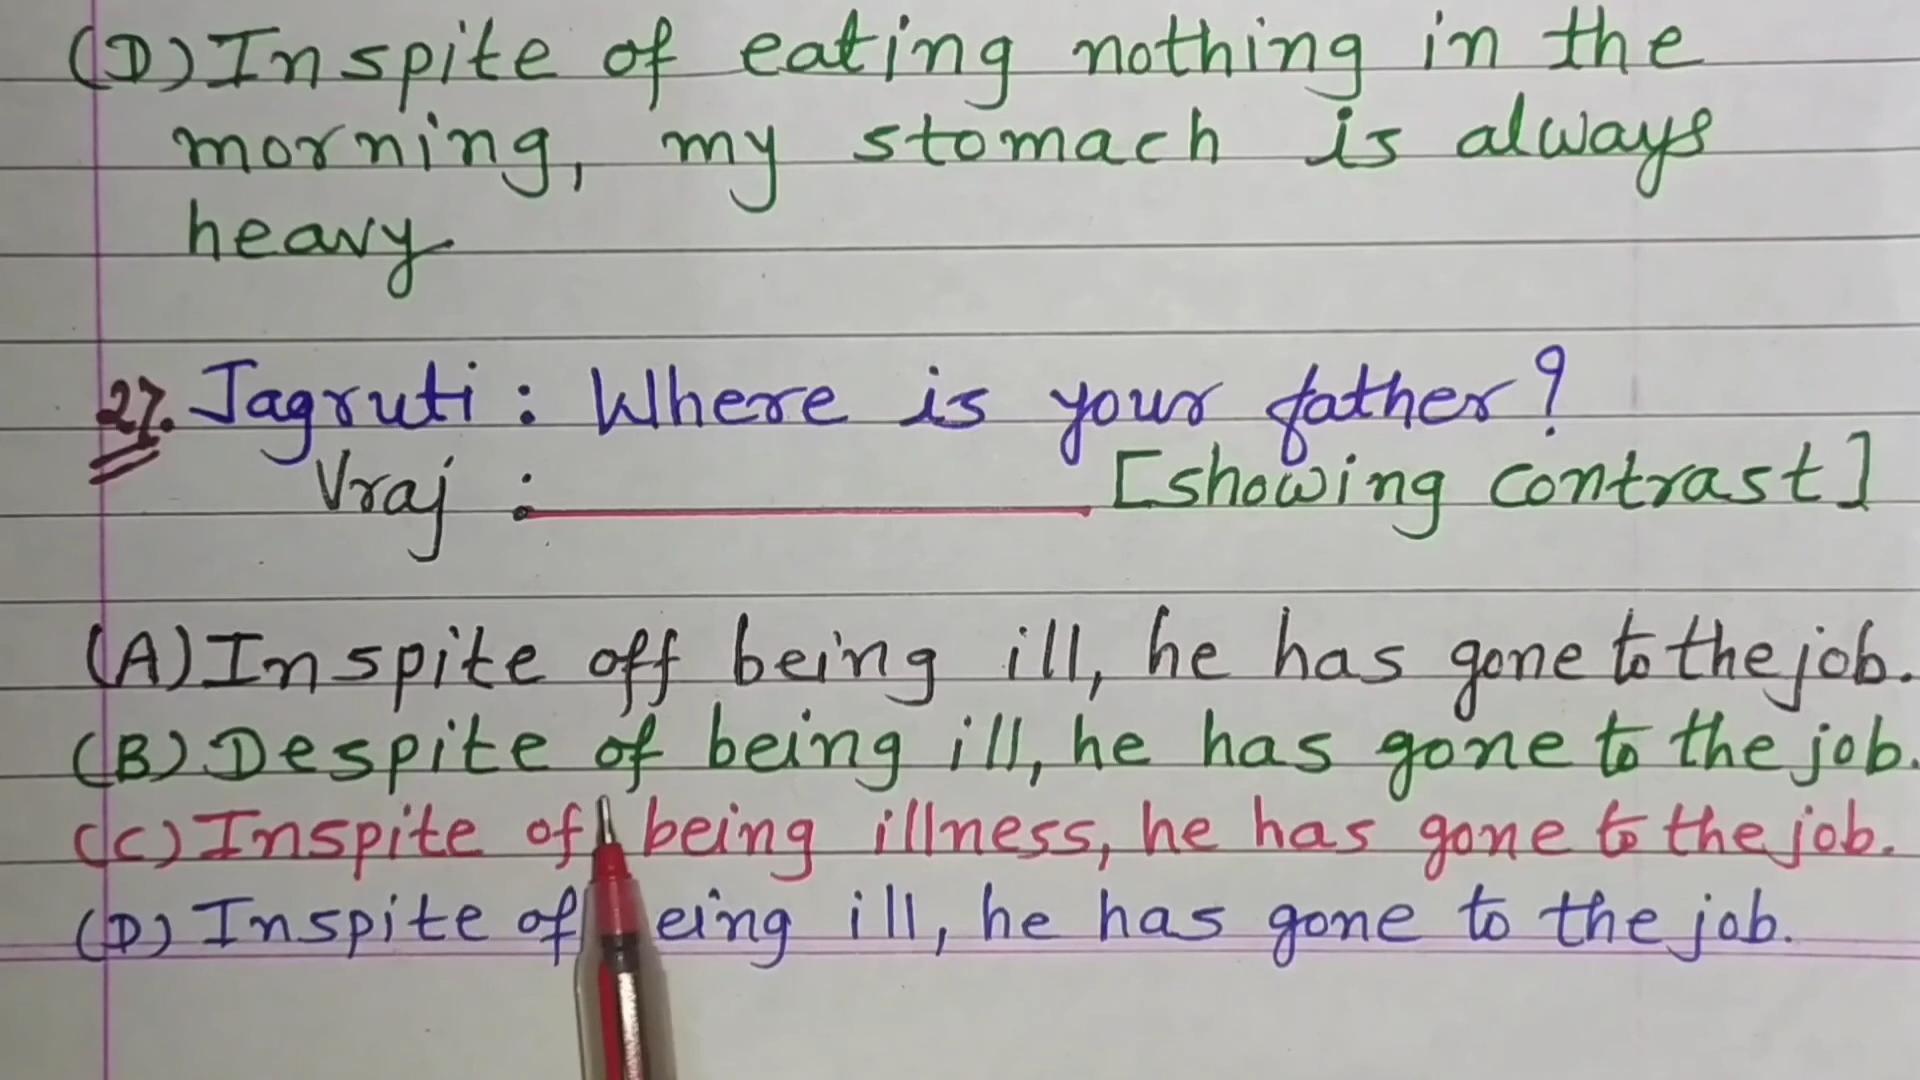 (D) Inspite of eating nothing in the
morning, my stomach is always
heavy
27. Jagruti : Where is your father?
Vraj : [showing contrast]
(A) Inspite off being ill, he has gone to the job.
(B) Despite of being ill, he has gone to the job.
(C) Inspite of being illness, he has gone to the job.
(D) Inspite of eing ill, he has gone to the job.